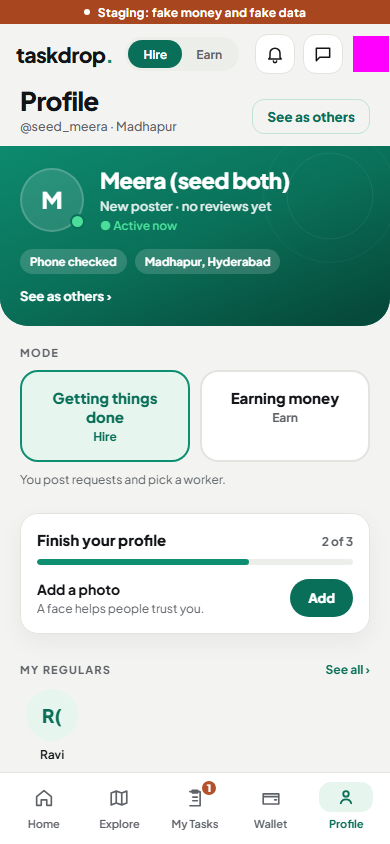 Staging: fake money and fake data
taskdrop.
Hire
Earn
Profile
@seed_meera · Madhapur
See as others
M
Meera (seed both)
New poster · no reviews yet
Active now
Phone checked
Madhapur, Hyderabad
See as others ›
MODE
Getting things
done
Hire
Earning money
Earn
You post requests and pick a worker.
Finish your profile
2 of 3
Add a photo
A face helps people trust you.
Add
MY REGULARS
See all ›
R(
Ravi
1
Home
Explore
My Tasks
Wallet
Profile